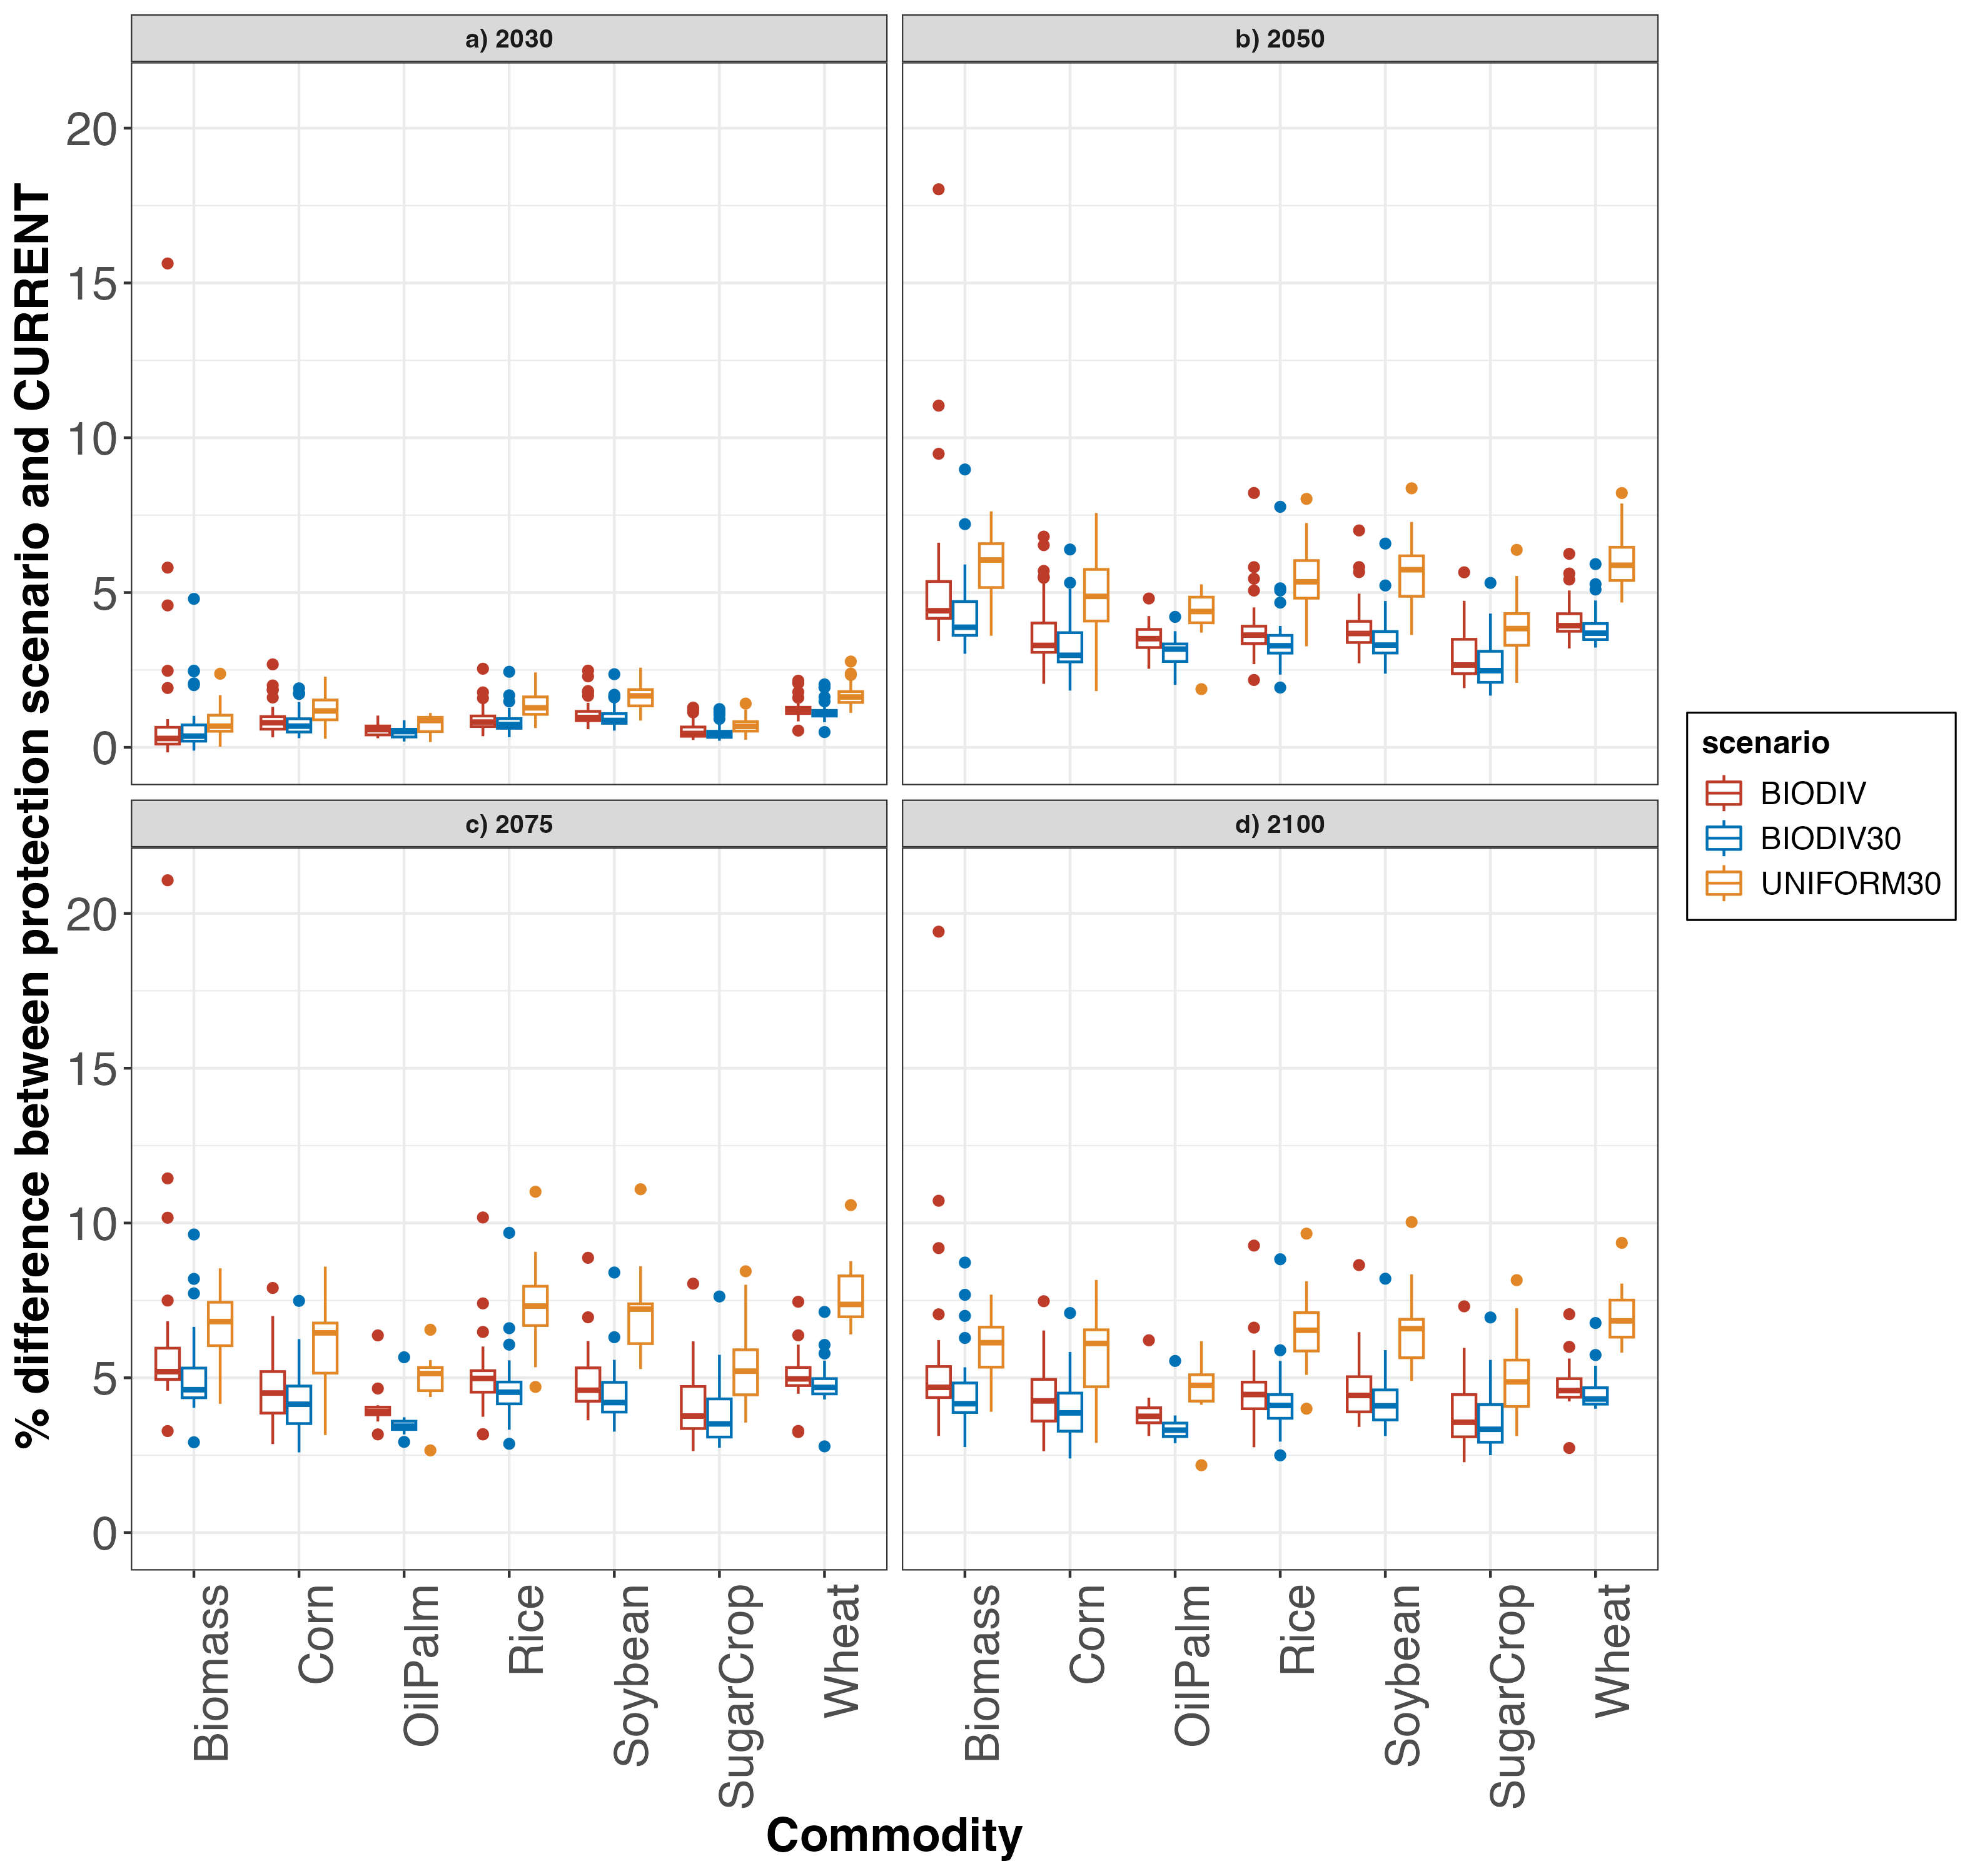 % difference between protection scenario and CURRENT
a) 2030
b) 2050
20
15
10
5
0
c) 2075
d) 2100
20
15
10
5
0
Biomass
Corn
OilPalm
Rice
Soybean
SugarCrop
Wheat
Biomass
Corn
OilPalm
Rice
Soybean
SugarCrop
Wheat
Commodity
scenario
BIODIV
BIODIV30
UNIFORM30